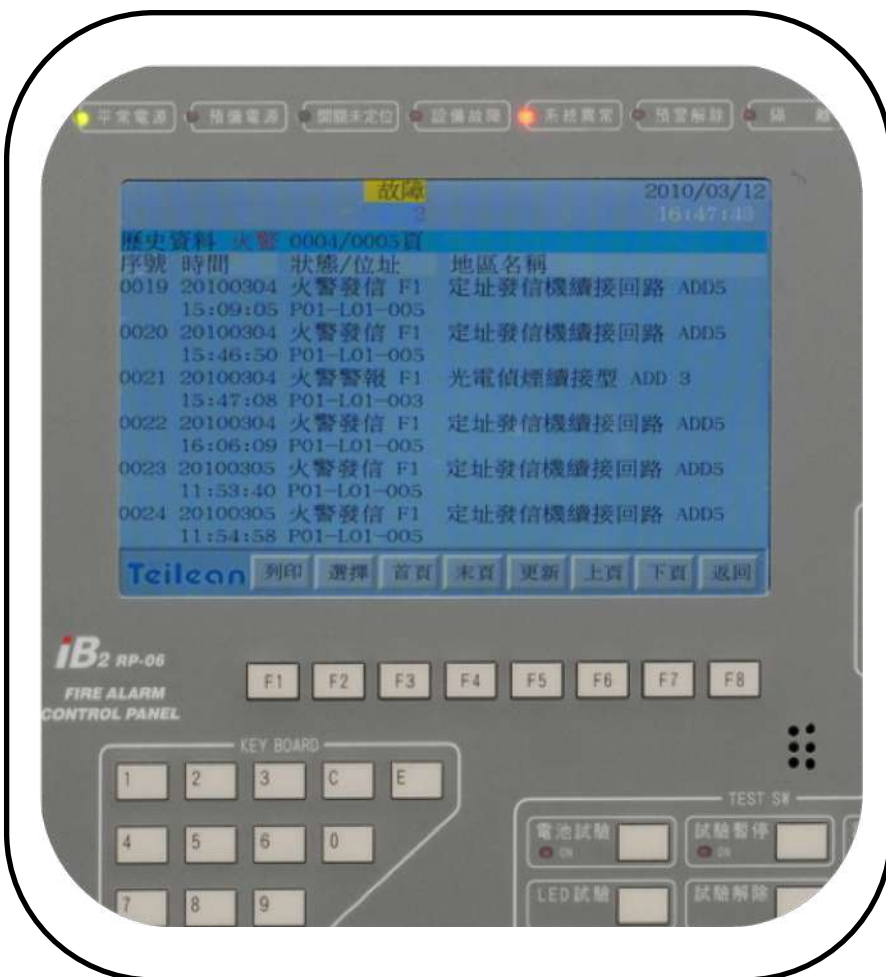 平常電源 預備電源 開關未定位 設備故障 系統異常 預警解除 隔 離
故障 2010/03/12
2 16:47:43
歷史資料 火警 0004/0005頁
序號 時間 狀態/位址 地區名稱
0019 20100304 火警發信 F1 定址發信機續接回路 ADD5
15:09:05 P01-L01-005
0020 20100304 火警發信 F1 定址發信機續接回路 ADD5
15:46:50 P01-L01-005
0021 20100304 火警警報 F1 光電偵煙續接型 ADD 3
15:47:08 P01-L01-003
0022 20100304 火警發信 F1 定址發信機續接回路 ADD5
16:06:09 P01-L01-005
0023 20100305 火警發信 F1 定址發信機續接回路 ADD5
11:53:40 P01-L01-005
0024 20100305 火警發信 F1 定址發信機續接回路 ADD5
11:54:58 P01-L01-005
Teilean 列印 選擇 首頁 末頁 更新 上頁 下頁 返回
iB2 RP-06
FIRE ALARM
CONTROL PANEL
F1 F2 F3 F4 F5 F6 F7 F8
KEY BOARD
1 2 3 C E
4 5 6 0
7 8 9
TEST SW
電池試驗 試驗暫停
ON ON
LED試驗 試驗解除